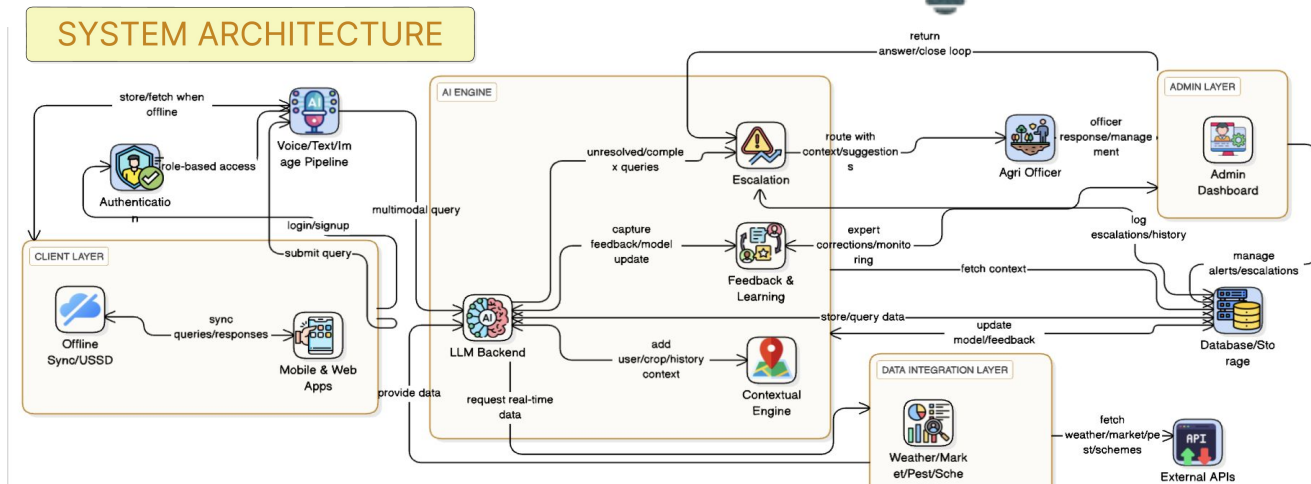 SYSTEM ARCHITECTURE
return
answer/close loop
AI ENGINE
ADMIN LAYER
store/fetch when
offline
Voice/Text/Im
age Pipeline
role-based access
Authenticatio
n
login/signup
submit query
multimodal query
unresolved/comple
x queries
Escalation
route with
context/suggestion
s
Agri Officer
officer
response/manage
ment
Admin
Dashboard
CLIENT LAYER
Offline
Sync/USSD
sync
queries/responses
Mobile & Web
Apps
capture
feedback/model
update
Feedback &
Learning
expert
corrections/monito
ring
log
escalations/history
manage
alerts/escalations
fetch context
LLM Backend
store/query data
update
model/feedback
Database/Sto
rage
add
user/crop/history
context
Contextual
Engine
provide data
request real-time
data
DATA INTEGRATION LAYER
Weather/Mark
et/Pest/Sche
fetch
weather/market/pe
st/schemes
API
External APIs
AI
AI